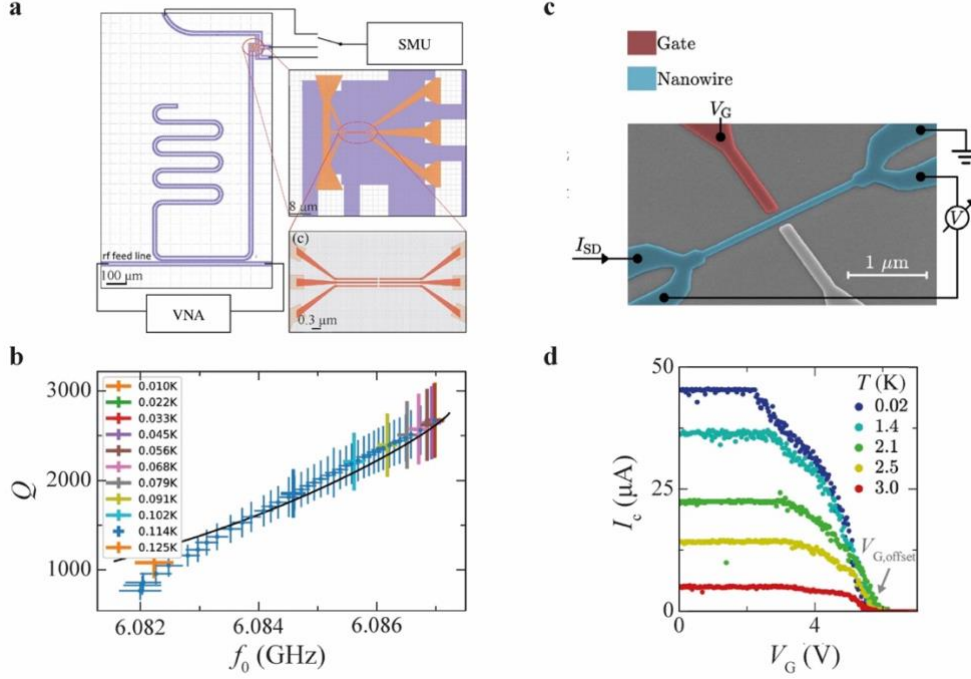 a
SMU
8 μm
(c)
rf feed line
100 μm
0.3 μm
VNA
b
3000
2000
1000
Q
0.010K
0.022K
0.033K
0.045K
0.056K
0.068K
0.079K
0.091K
0.102K
0.114K
0.125K
6.082
6.084
6.086
f0 (GHz)
c
Gate
Nanowire
VG
ISD
V
1 μm
d
50
25
0
Ic (μA)
T (K)
0.02
1.4
2.1
2.5
3.0
VG,offset
0
4
VG (V)